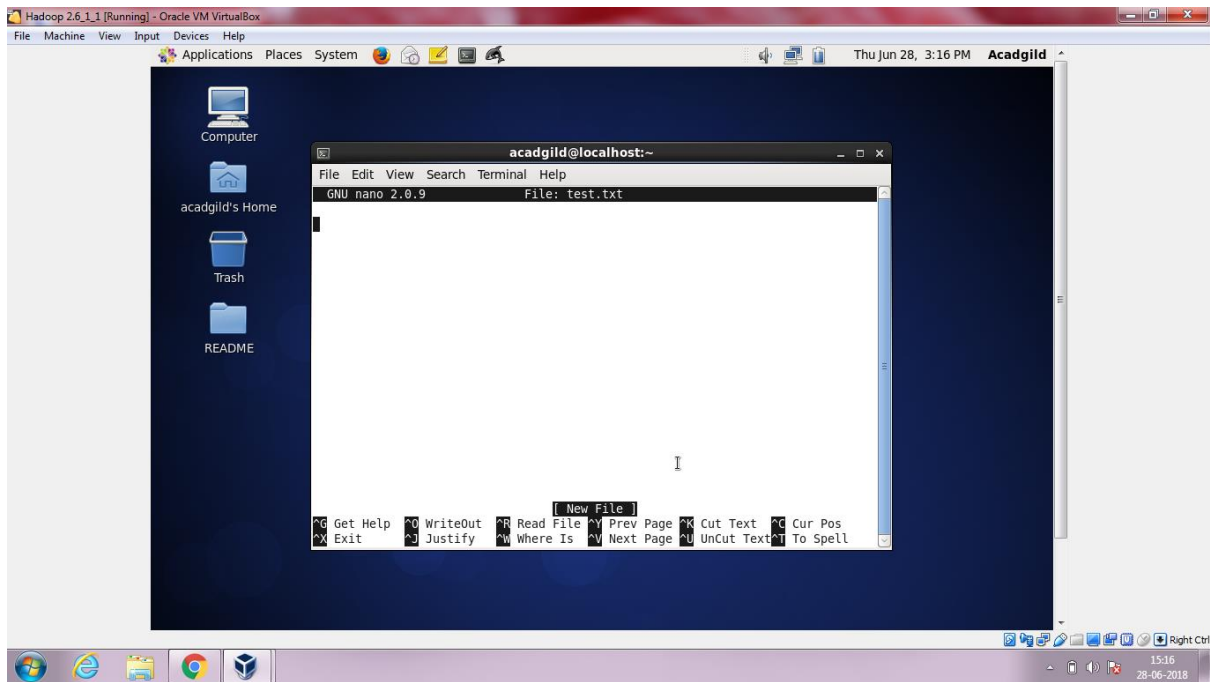 Hadoop 2.6_1_1 [Running] - Oracle VM VirtualBox
File Machine View Input Devices Help
Applications Places System Thu Jun 28, 3:16 PM Acadgild
Computer
acadgild's Home
Trash
README
acadgild@localhost:~
File Edit View Search Terminal Help
GNU nano 2.0.9 File: test.txt
[ New File ]
^G Get Help ^O WriteOut ^R Read File ^Y Prev Page ^K Cut Text ^C Cur Pos
^X Exit ^J Justify ^W Where Is ^V Next Page ^U UnCut Text ^T To Spell
Right Ctrl
15:16
28-06-2018